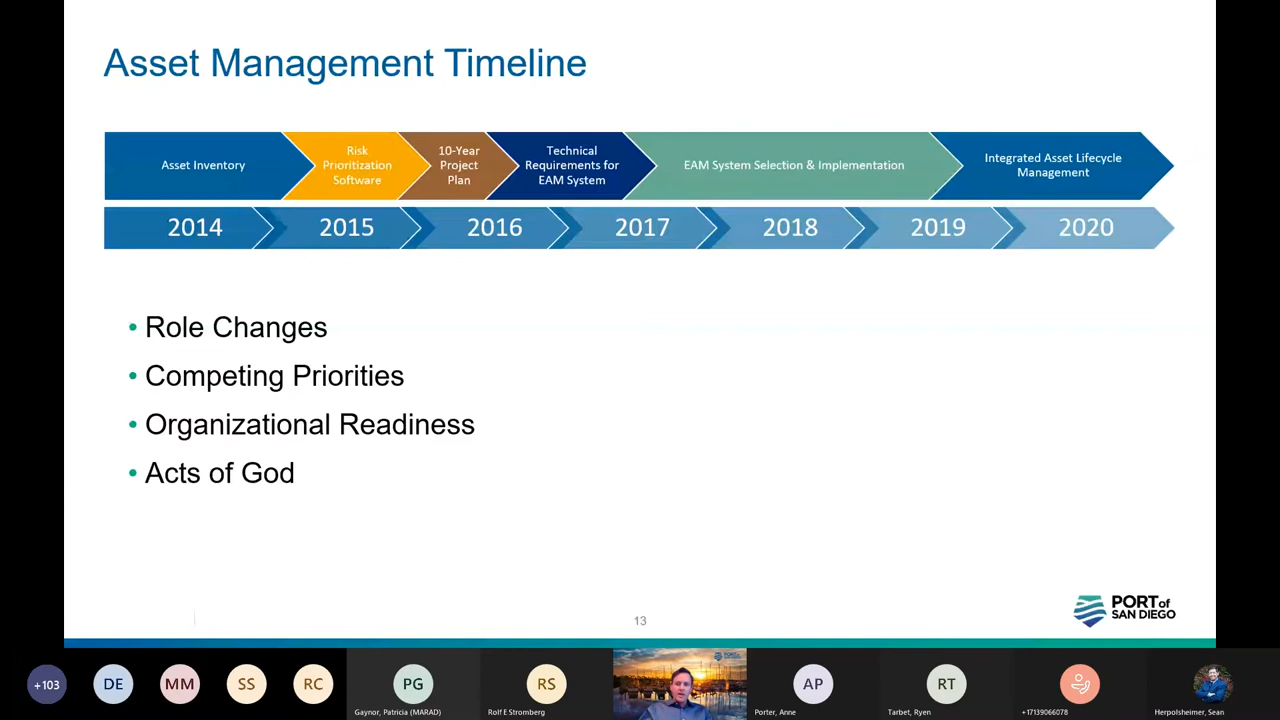 Asset Management Timeline
Asset Inventory
Risk
Prioritization
Software
10-Year
Project
Plan
Technical
Requirements for
EAM System
EAM System Selection & Implementation
Integrated Asset Lifecycle
Management
2014
2015
2016
2017
2018
2019
2020
• Role Changes
• Competing Priorities
• Organizational Readiness
• Acts of God
13
PORT of
SAN DIEGO
+103
DE
MM
SS
RC
PG
Gaynor, Patricia (MARAD)
RS
Rolf E Stromberg
AP
Porter, Anne
RT
Tarbet, Ryen
+17139066078
Herpolsheimer, Sean